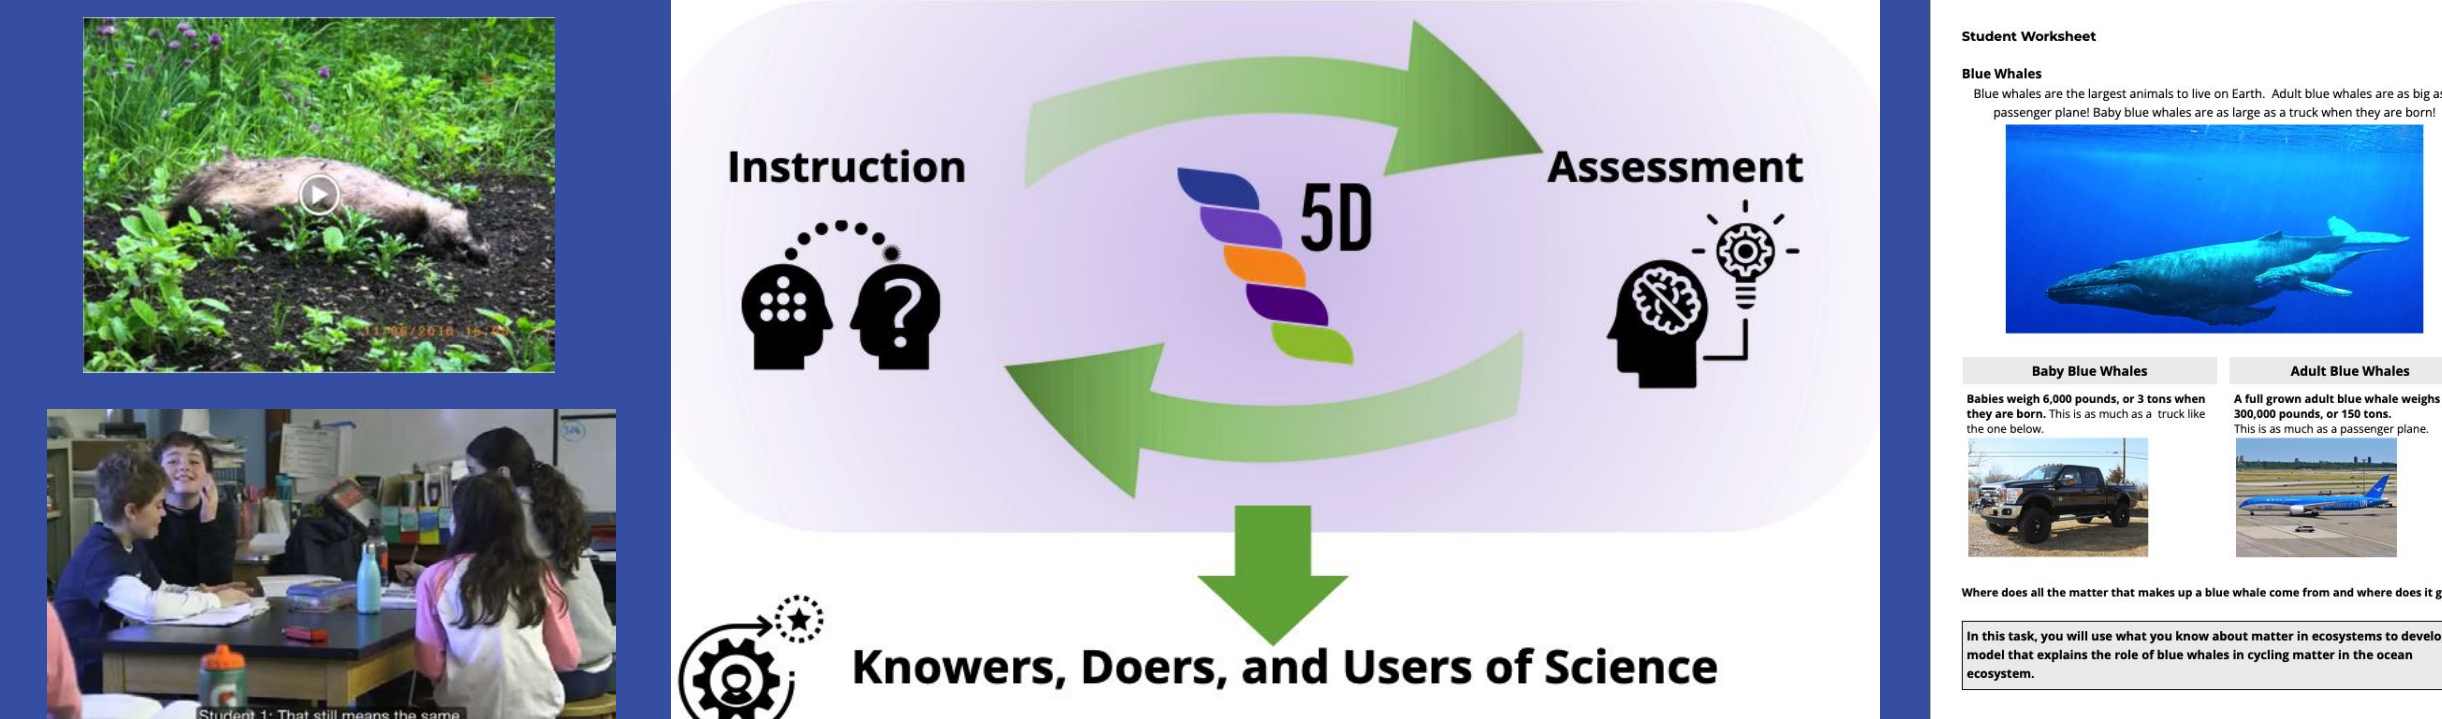 11/06/2010
Student 1: That still means the same
Instruction
Assessment
5D
Knowers, Doers, and Users of Science
Student Worksheet
Blue Whales
Blue whales are the largest animals to live on Earth. Adult blue whales are as big as
passenger plane! Baby blue whales are as large as a truck when they are born!
Baby Blue Whales
Babies weigh 6,000 pounds, or 3 tons when
they are born. This is as much as a truck like
the one below.
Adult Blue Whales
A full grown adult blue whale weighs
300,000 pounds, or 150 tons.
This is as much as a passenger plane.
Where does all the matter that makes up a blue whale come from and where does it g
In this task, you will use what you know about matter in ecosystems to develo
model that explains the role of blue whales in cycling matter in the ocean
ecosystem.